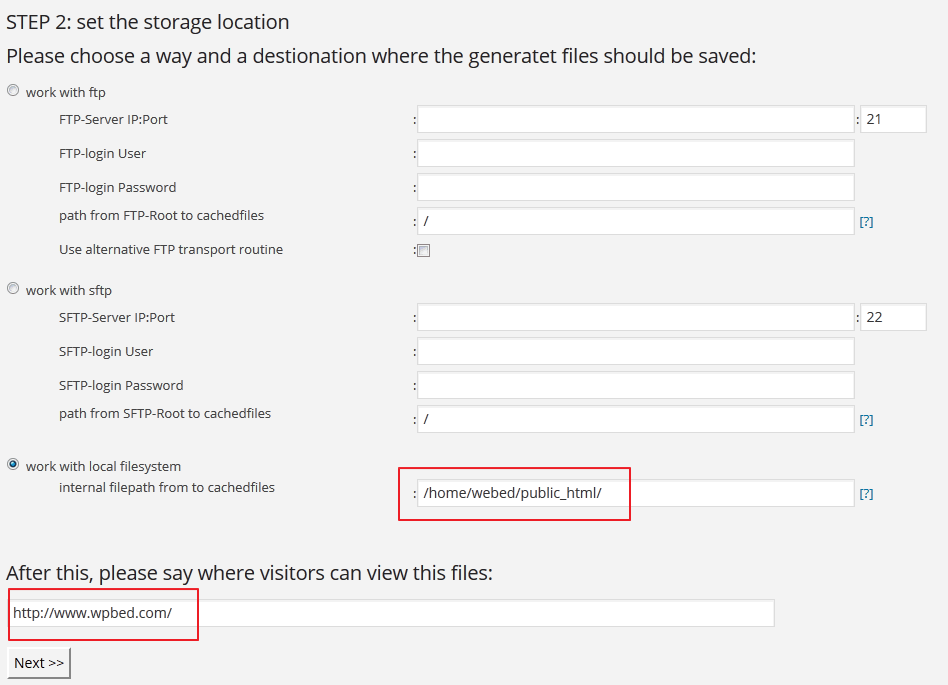 STEP 2: set the storage location
Please choose a way and a destionation where the generatet files should be saved:
work with ftp
FTP-Server IP:Port : : 21
FTP-login User :
FTP-login Password :
path from FTP-Root to cachedfiles : / [?]
Use alternative FTP transport routine :
work with sftp
SFTP-Server IP:Port : : 22
SFTP-login User :
SFTP-login Password :
path from SFTP-Root to cachedfiles : / [?]
work with local filesystem
internal filepath from to cachedfiles : /home/webed/public_html/ [?]
After this, please say where visitors can view this files:
http://www.wpbed.com/
Next >>